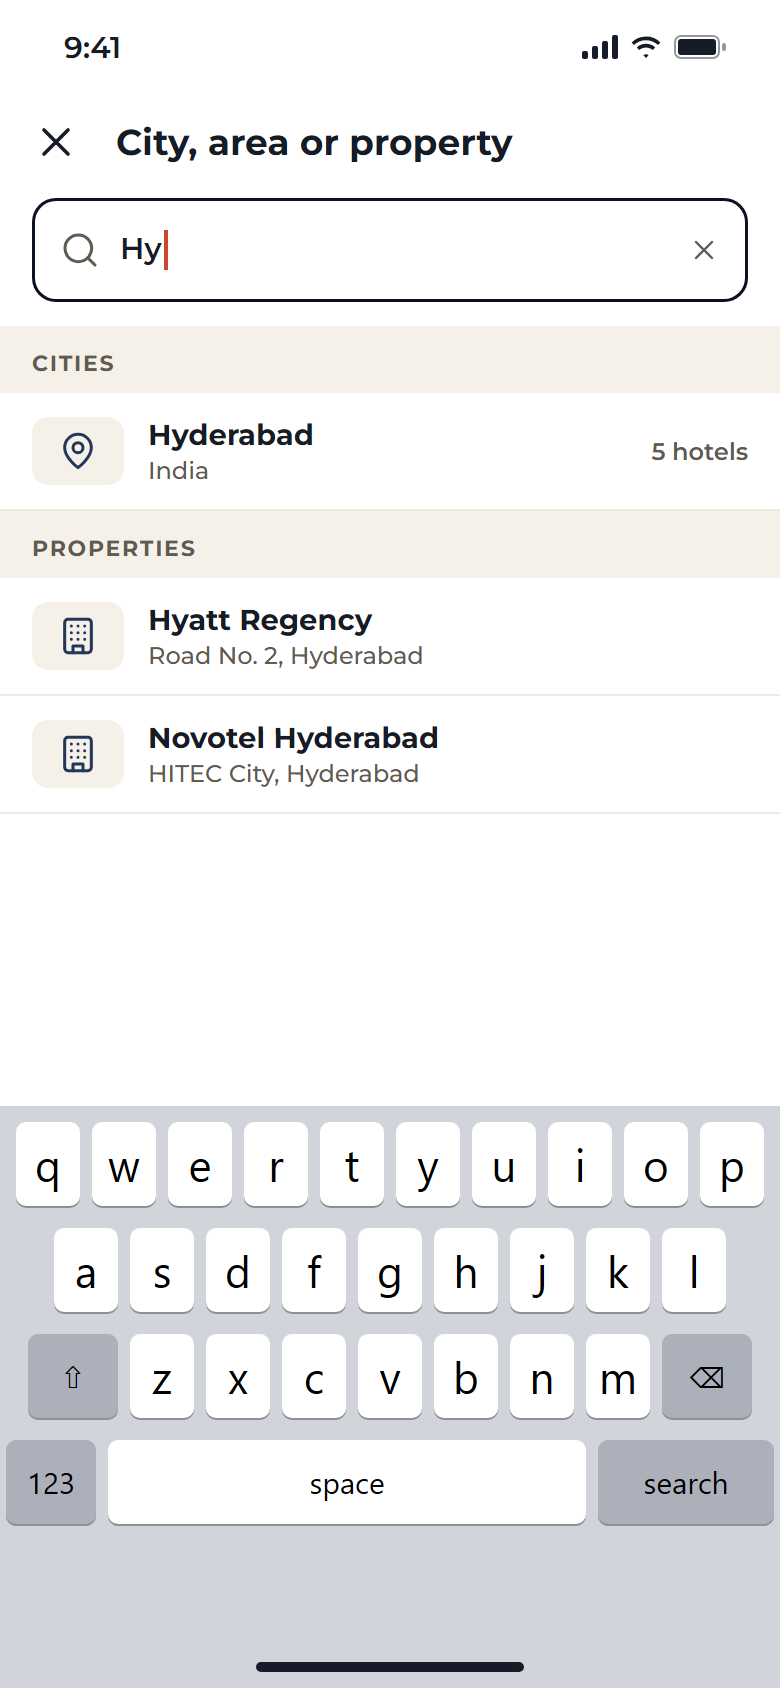 9:41
City, area or property
Hy
CITIES
Hyderabad
India
5 hotels
PROPERTIES
Hyatt Regency
Road No. 2, Hyderabad
Novotel Hyderabad
HITEC City, Hyderabad
q w e r t y u i o p
a s d f g h j k l
⇧ z x c v b n m ⌫
123 space search